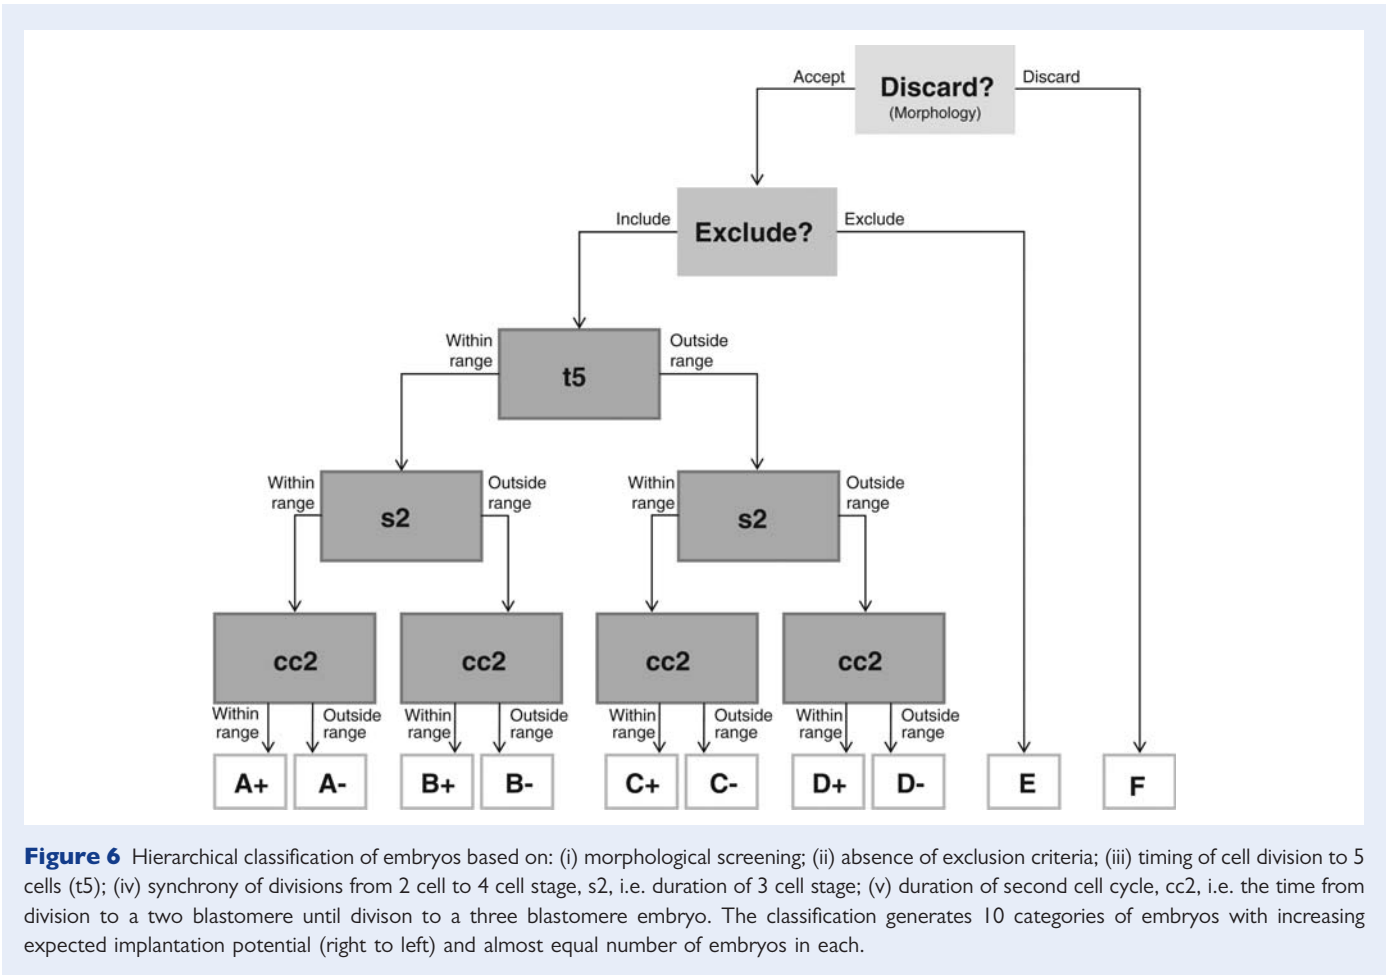 Accept
Discard?
Discard
(Morphology)
Include
Exclude?
Exclude
Within
range
t5
Outside
range
Within
range
s2
Outside
range
Within
range
s2
Outside
range
cc2
cc2
cc2
cc2
Within
range
Outside
range
Within
range
Outside
range
Within
range
Outside
range
Within
range
Outside
range
A+
A-
B+
B-
C+
C-
D+
D-
E
F
Figure 6 Hierarchical classification of embryos based on: (i) morphological screening; (ii) absence of exclusion criteria; (iii) timing of cell division to 5
cells (t5); (iv) synchrony of divisions from 2 cell to 4 cell stage, s2, i.e. duration of 3 cell stage; (v) duration of second cell cycle, cc2, i.e. the time from
division to a two blastomere until divison to a three blastomere embryo. The classification generates 10 categories of embryos with increasing
expected implantation potential (right to left) and almost equal number of embryos in each.